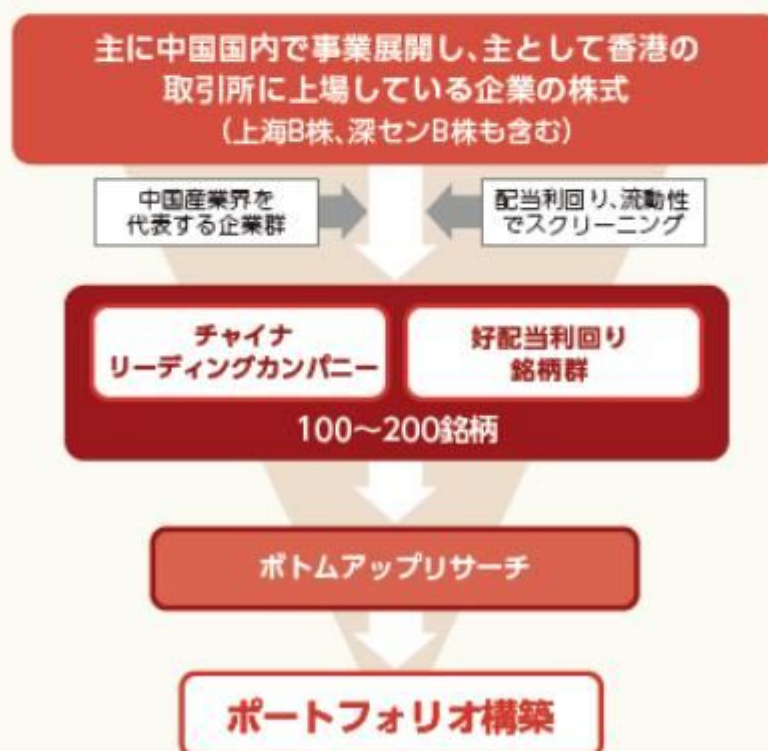 主に中国国内で事業展開し、主として香港の
取引所に上場している企業の株式
(上海B株、深センB株も含む)
中国産業界を
代表する企業群
配当利回り、流動性
でスクリーニング
チャイナ
リーディングカンパニー
好配当利回り
銘柄群
100～200銘柄
ボトムアップリサーチ
ポートフォリオ構築